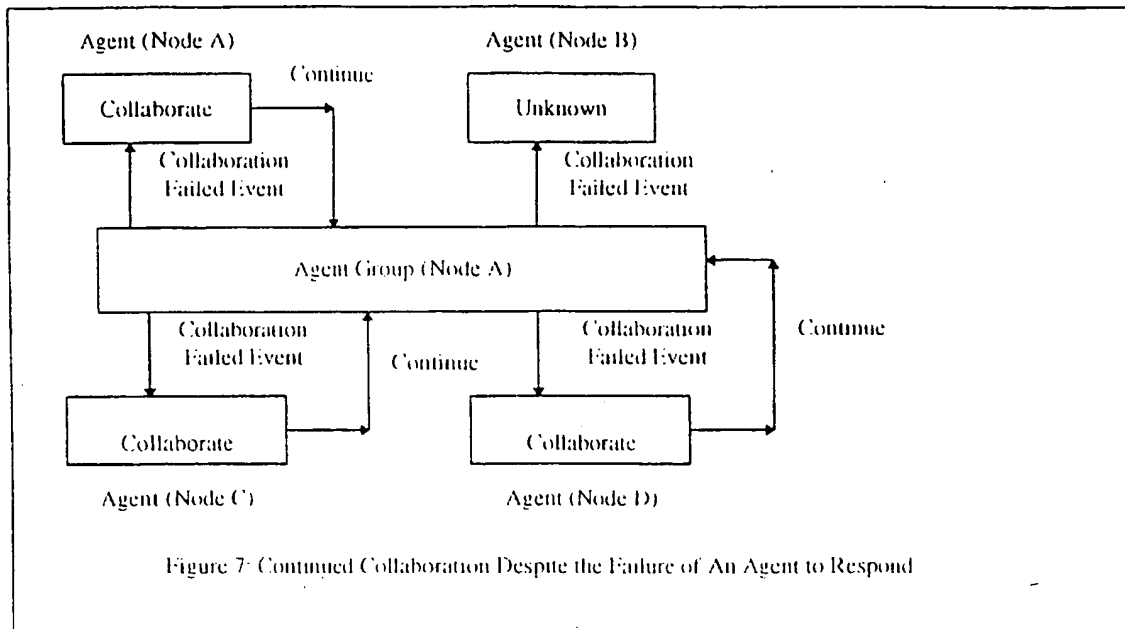 Agent (Node A)
Agent (Node B)
Continue
Collaborate
Unknown
Collaboration
Failed Event
Collaboration
Failed Event
Agent Group (Node A)
Collaboration
Failed Event
Continue
Collaboration
Failed Event
Continue
Collaborate
Collaborate
Agent (Node C)
Agent (Node D)
Figure 7: Continued Collaboration Despite the Failure of An Agent to Respond